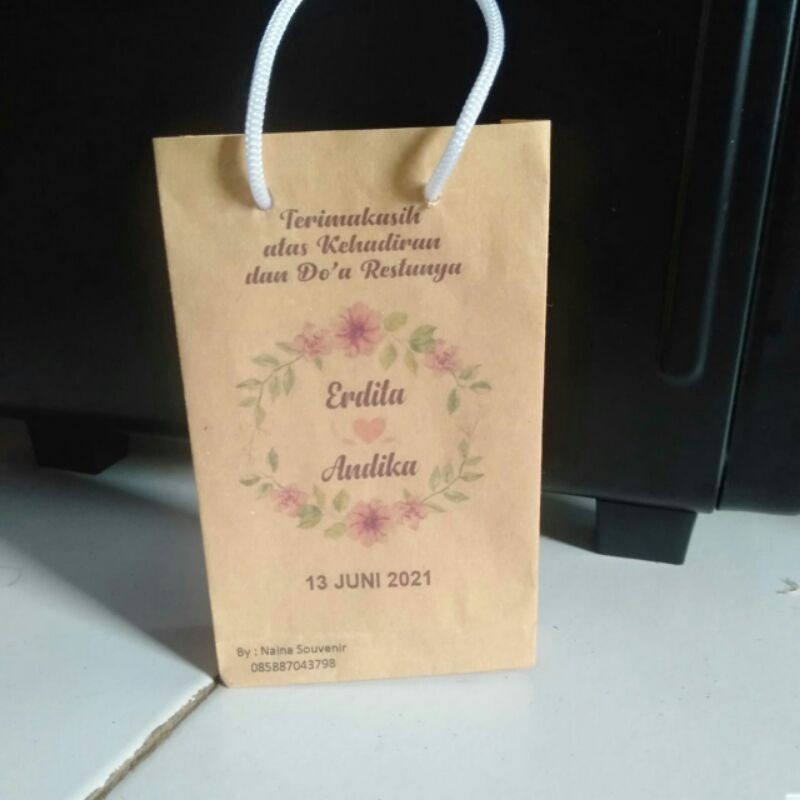 Terimakasih
atas Kehadiran
dan Do'a Restunya
Erdita
Andika
13 JUNI 2021
By : Naina Souvenir
085887043798